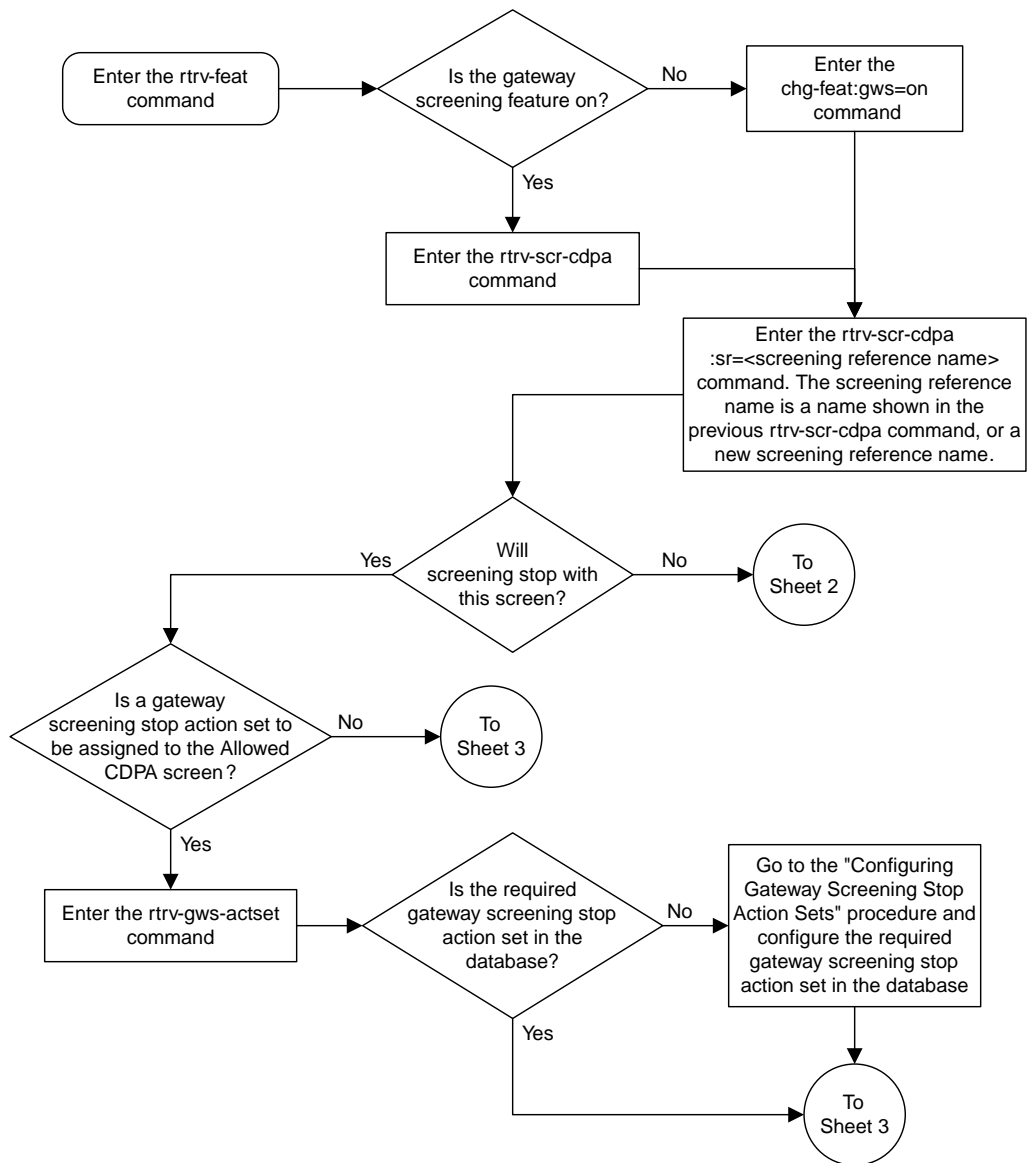 Enter the rtrv-feat
command
Is the gateway
screening feature on?
No
Enter the
chg-feat:gws=on
command
Yes
Enter the rtrv-scr-cdpa
command
Enter the rtrv-scr-cdpa
:sr=<screening reference name>
command. The screening reference
name is a name shown in the
previous rtrv-scr-cdpa command, or a
new screening reference name.
Will
screening stop with
this screen?
Yes
No
To
Sheet 2
Is a gateway
screening stop action set to
be assigned to the Allowed
CDPA screen?
No
To
Sheet 3
Yes
Enter the rtrv-gws-actset
command
Is the required
gateway screening stop
action set in the
database?
No
Go to the "Configuring
Gateway Screening Stop
Action Sets" procedure and
configure the required
gateway screening stop
action set in the database
Yes
To
Sheet 3